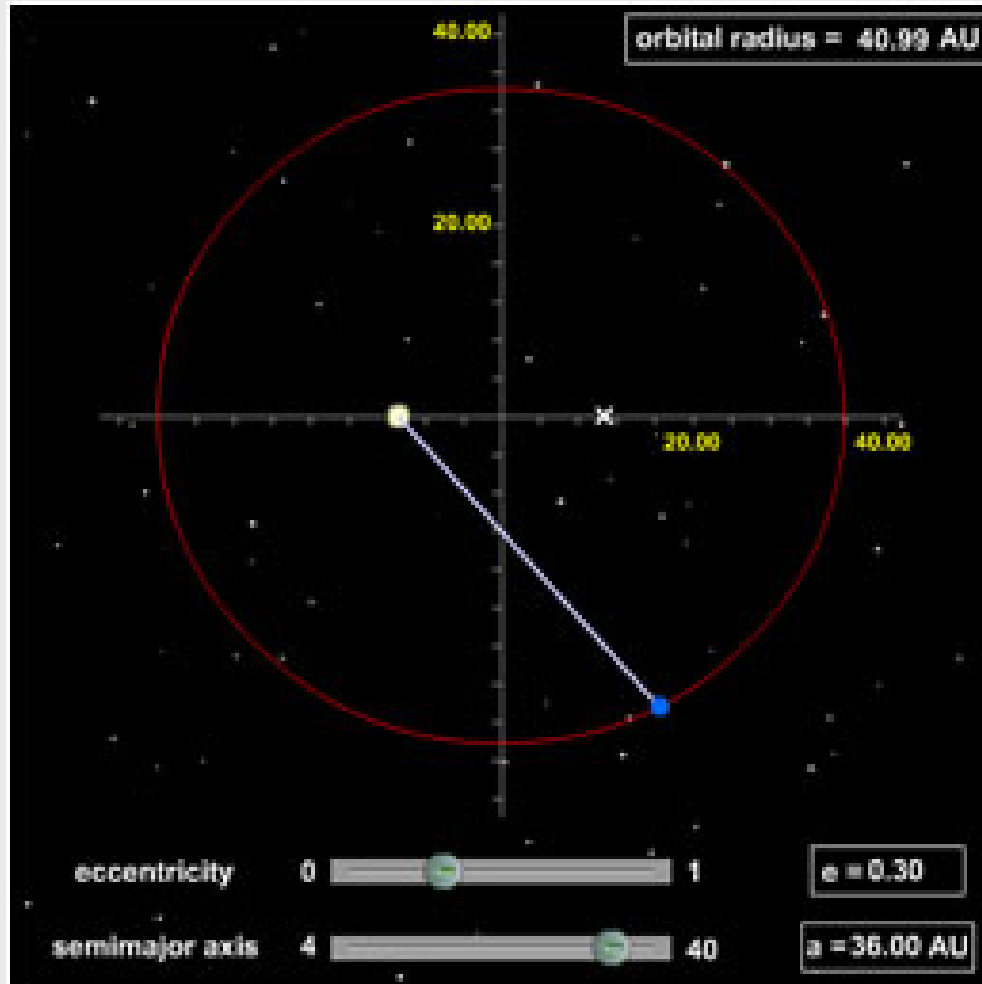 40.00
orbital radius = 40.99 AU
20.00
20.00
40.00
eccentricity 0 1 e = 0.30
semimajor axis 4 40 a = 36.00 AU